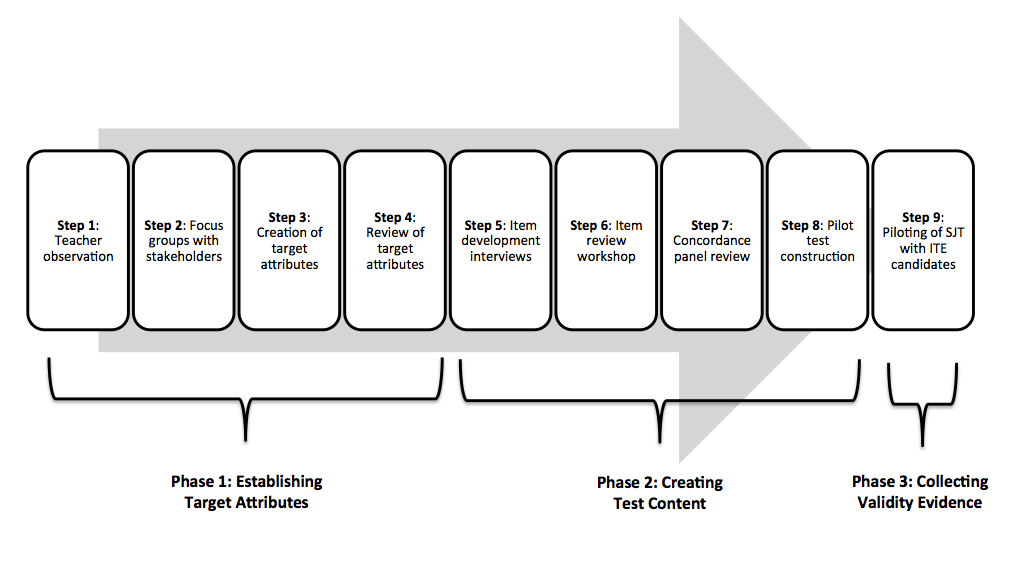 Step 1:
Teacher
observation
Step 2: Focus
groups with
stakeholders
Step 3:
Creation of
target
attributes
Step 4:
Review of
target
attributes
Step 5: Item
development
interviews
Step 6: Item
review
workshop
Step 7:
Concordance
panel review
Step 8: Pilot
test
construction
Step 9:
Piloting of SJT
with ITE
candidates
Phase 1: Establishing
Target Attributes
Phase 2: Creating
Test Content
Phase 3: Collecting
Validity Evidence